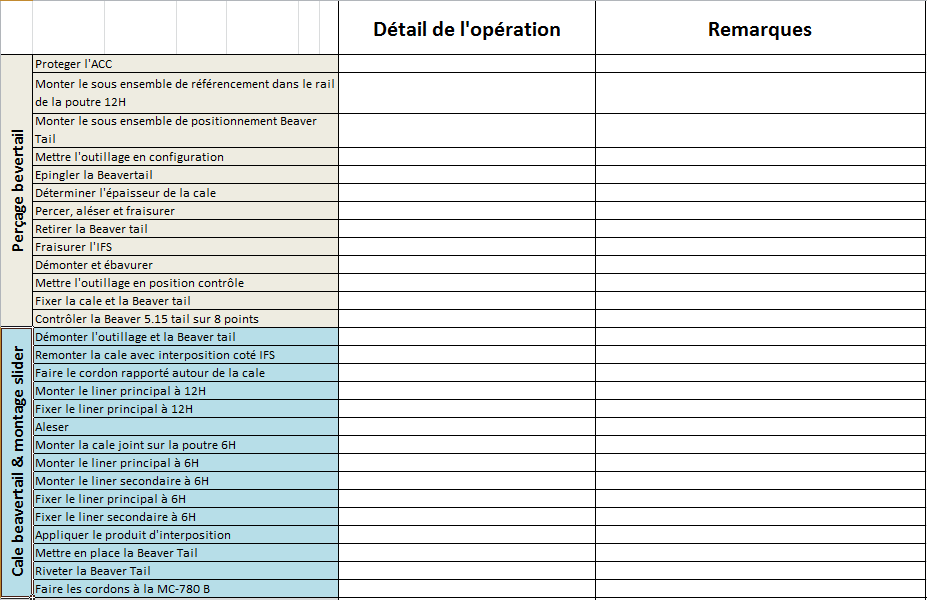 Détail de l'opération
Remarques
Perçage bevertail
Proteger l'ACC
Monter le sous ensemble de référencement dans le rail
de la poutre 12H
Monter le sous ensemble de positionnement Beaver
Tail
Mettre l'outillage en configuration
Epingler la Beavertail
Déterminer l'épaisseur de la cale
Percer, aléser et fraisurer
Retirer la Beaver tail
Fraisurer l'IFS
Démonter et ébavurer
Mettre l'outillage en position contrôle
Fixer la cale et la Beaver tail
Contrôler la Beaver 5.15 tail sur 8 points
Cale beavertail & montage slider
Démonter l'outillage et la Beaver tail
Remonter la cale avec interposition coté IFS
Faire le cordon rapporté autour de la cale
Monter le liner principal à 12H
Fixer le liner principal à 12H
Aleser
Monter la cale joint sur la poutre 6H
Monter le liner principal à 6H
Monter le liner secondaire à 6H
Fixer le liner principal à 6H
Fixer le liner secondaire à 6H
Appliquer le produit d'interposition
Mettre en place la Beaver Tail
Riveter la Beaver Tail
Faire les cordons à la MC-780 B